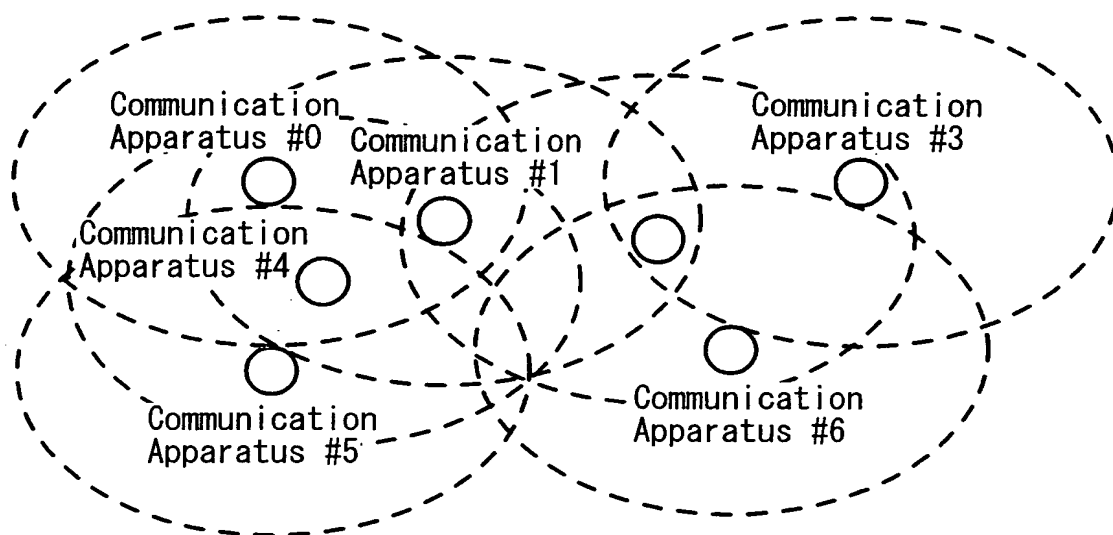 Communication
Apparatus #0
Communication
Apparatus #1
Communication
Apparatus #3
Communication
Apparatus #4
Communication
Apparatus #5
Communication
Apparatus #6